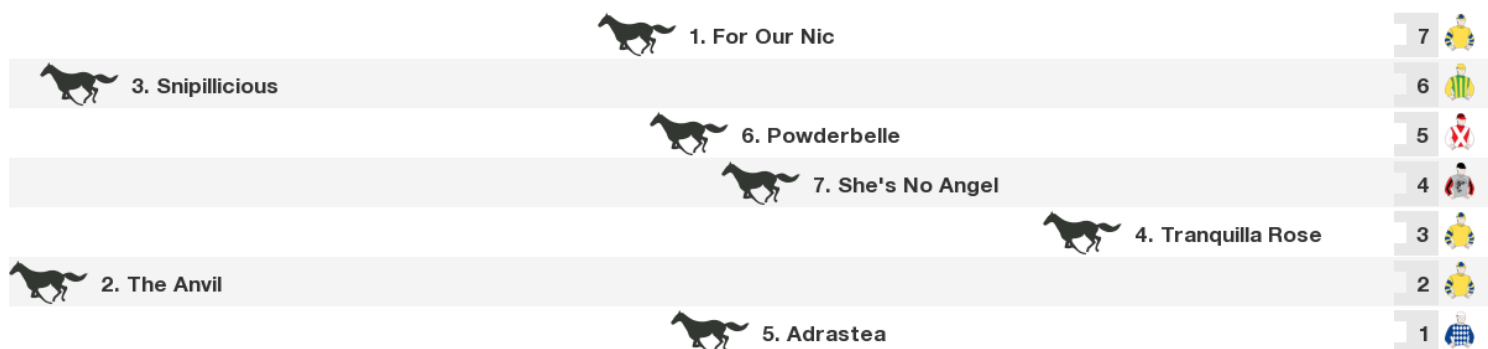 1. For Our Nic 7
3. Snipillicious 6
6. Powderbelle 5
7. She's No Angel 4
4. Tranquilla Rose 3
2. The Anvil 2
5. Adrastea 1